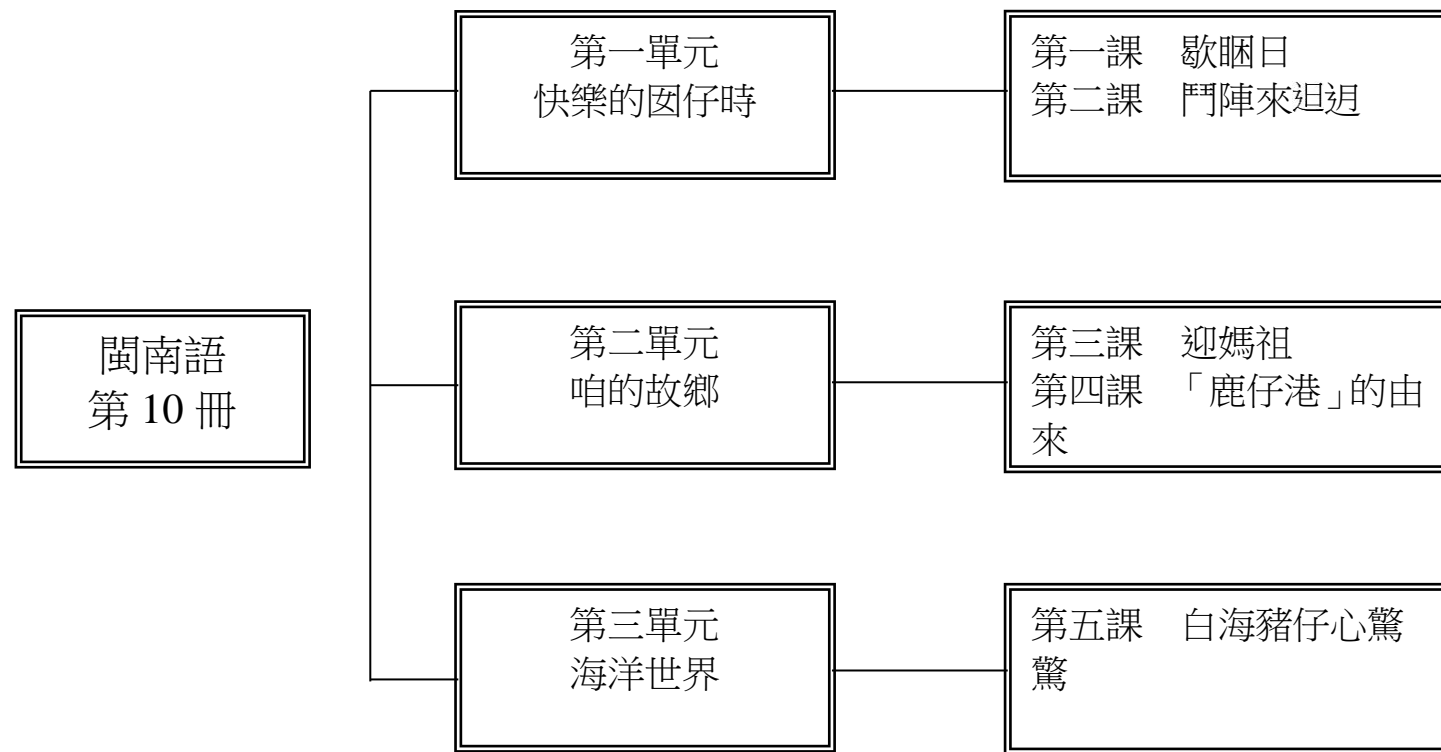 閩南語
第 10 冊
第一單元
快樂的囡仔時
第一課　歇睏日
第二課　鬥陣來迌迌
第二單元
咱的故鄉
第三課　迎媽祖
第四課　「鹿仔港」的由
來
第三單元
海洋世界
第五課　白海豬仔心驚
驚